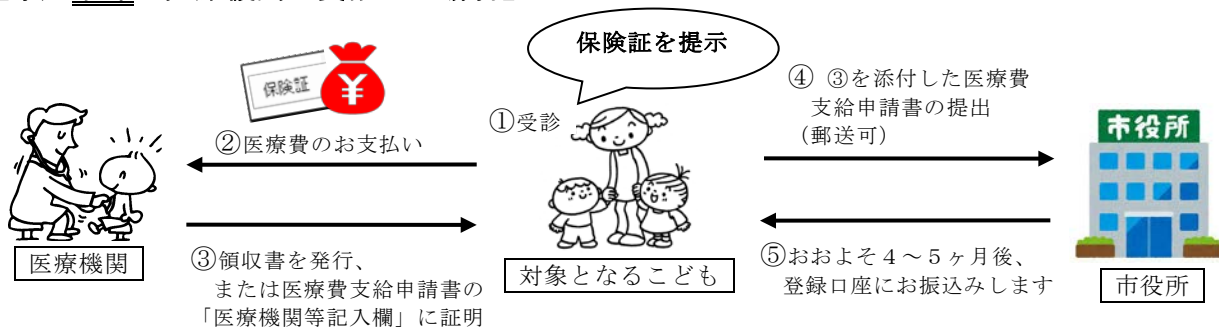 保険証を提示
保険証
¥
①受診
②医療費のお支払い
④ ③を添付した医療費
支給申請書の提出
(郵送可)
市役所
医療機関
③領収書を発行、
または医療費支給申請書の
「医療機関等記入欄」に証明
対象となるこども
⑤おおよそ4~5ヶ月後、
登録口座にお振込みします
市役所